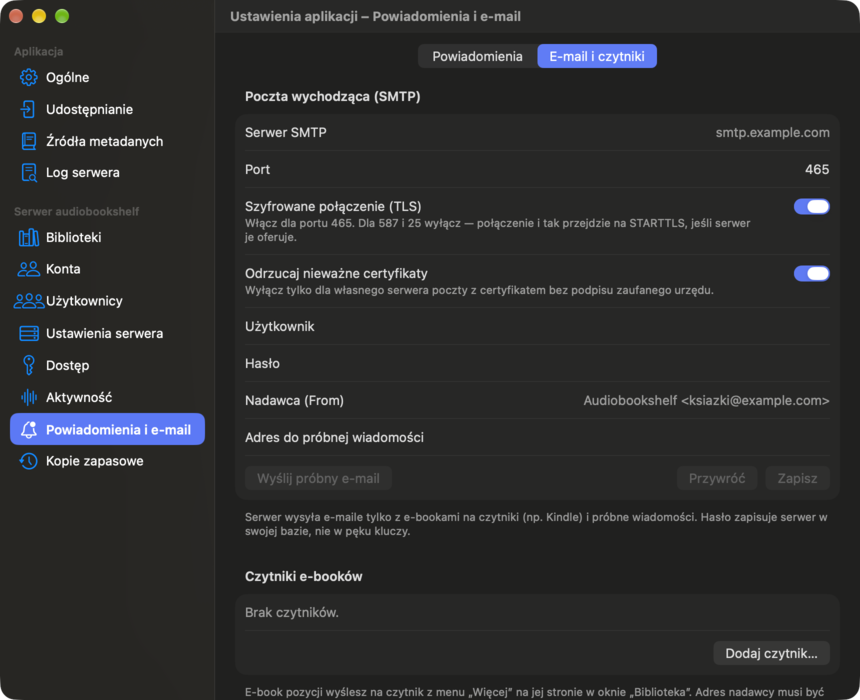 Ustawienia aplikacji – Powiadomienia i e-mail
Aplikacja
Ogólne
Udostępnianie
Źródła metadanych
Log serwera
Serwer audiobookshelf
Biblioteki
Konta
Użytkownicy
Ustawienia serwera
Dostęp
Aktywność
Powiadomienia i e-mail
Kopie zapasowe
Powiadomienia
E-mail i czytniki
Poczta wychodząca (SMTP)
Serwer SMTP smtp.example.com
Port 465
Szyfrowane połączenie (TLS)
Włącz dla portu 465. Dla 587 i 25 wyłącz — połączenie i tak przejdzie na STARTTLS, jeśli serwer
je oferuje.
Odrzucaj nieważne certyfikaty
Wyłącz tylko dla własnego serwera poczty z certyfikatem bez podpisu zaufanego urzędu.
Użytkownik
Hasło
Nadawca (From) Audiobookshelf <ksiazki@example.com>
Adres do próbnej wiadomości
Wyślij próbny e-mail Przywróć Zapisz
Serwer wysyła e-maile tylko z e-bookami na czytniki (np. Kindle) i próbne wiadomości. Hasło zapisuje serwer w
swojej bazie, nie w pęku kluczy.
Czytniki e-booków
Brak czytników.
Dodaj czytnik...
E-book pozycji wyślesz na czytnik z menu „Więcej” na jej stronie w oknie „Biblioteka”. Adres nadawcy musi być